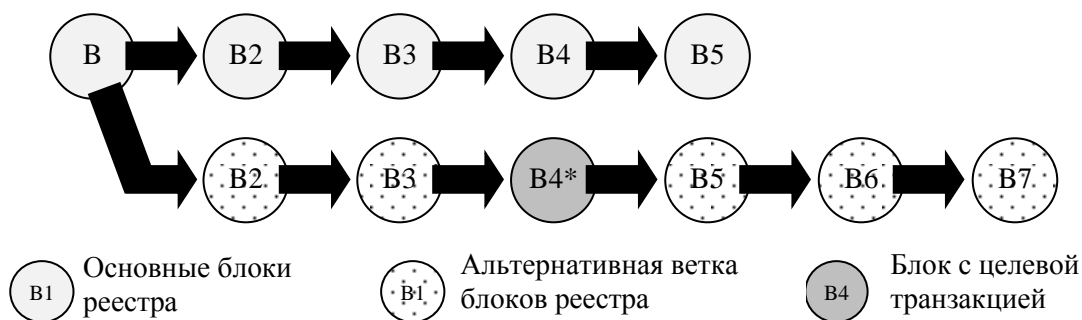 B B2 B3 B4 B5
B2 B3 B4* B5 B6 B7
B1 Основные блоки реестра
B1 Альтернативная ветка блоков реестра
B4 Блок с целевой транзакцией